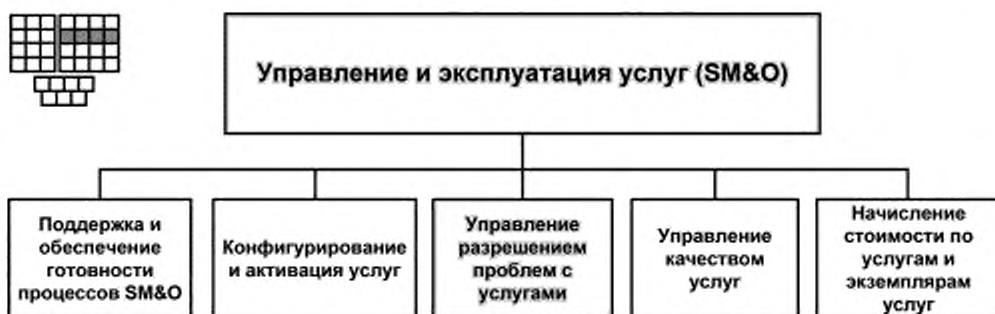 Управление и эксплуатация услуг (SM&O)
Поддержка и
обеспечение
готовности
процессов SM&O
Конфигурирование
и активация услуг
Управление
разрешением
проблем с
услугами
Управление
качеством
услуг
Начисление
стоимости по
услугам и
экземплярам
услуг